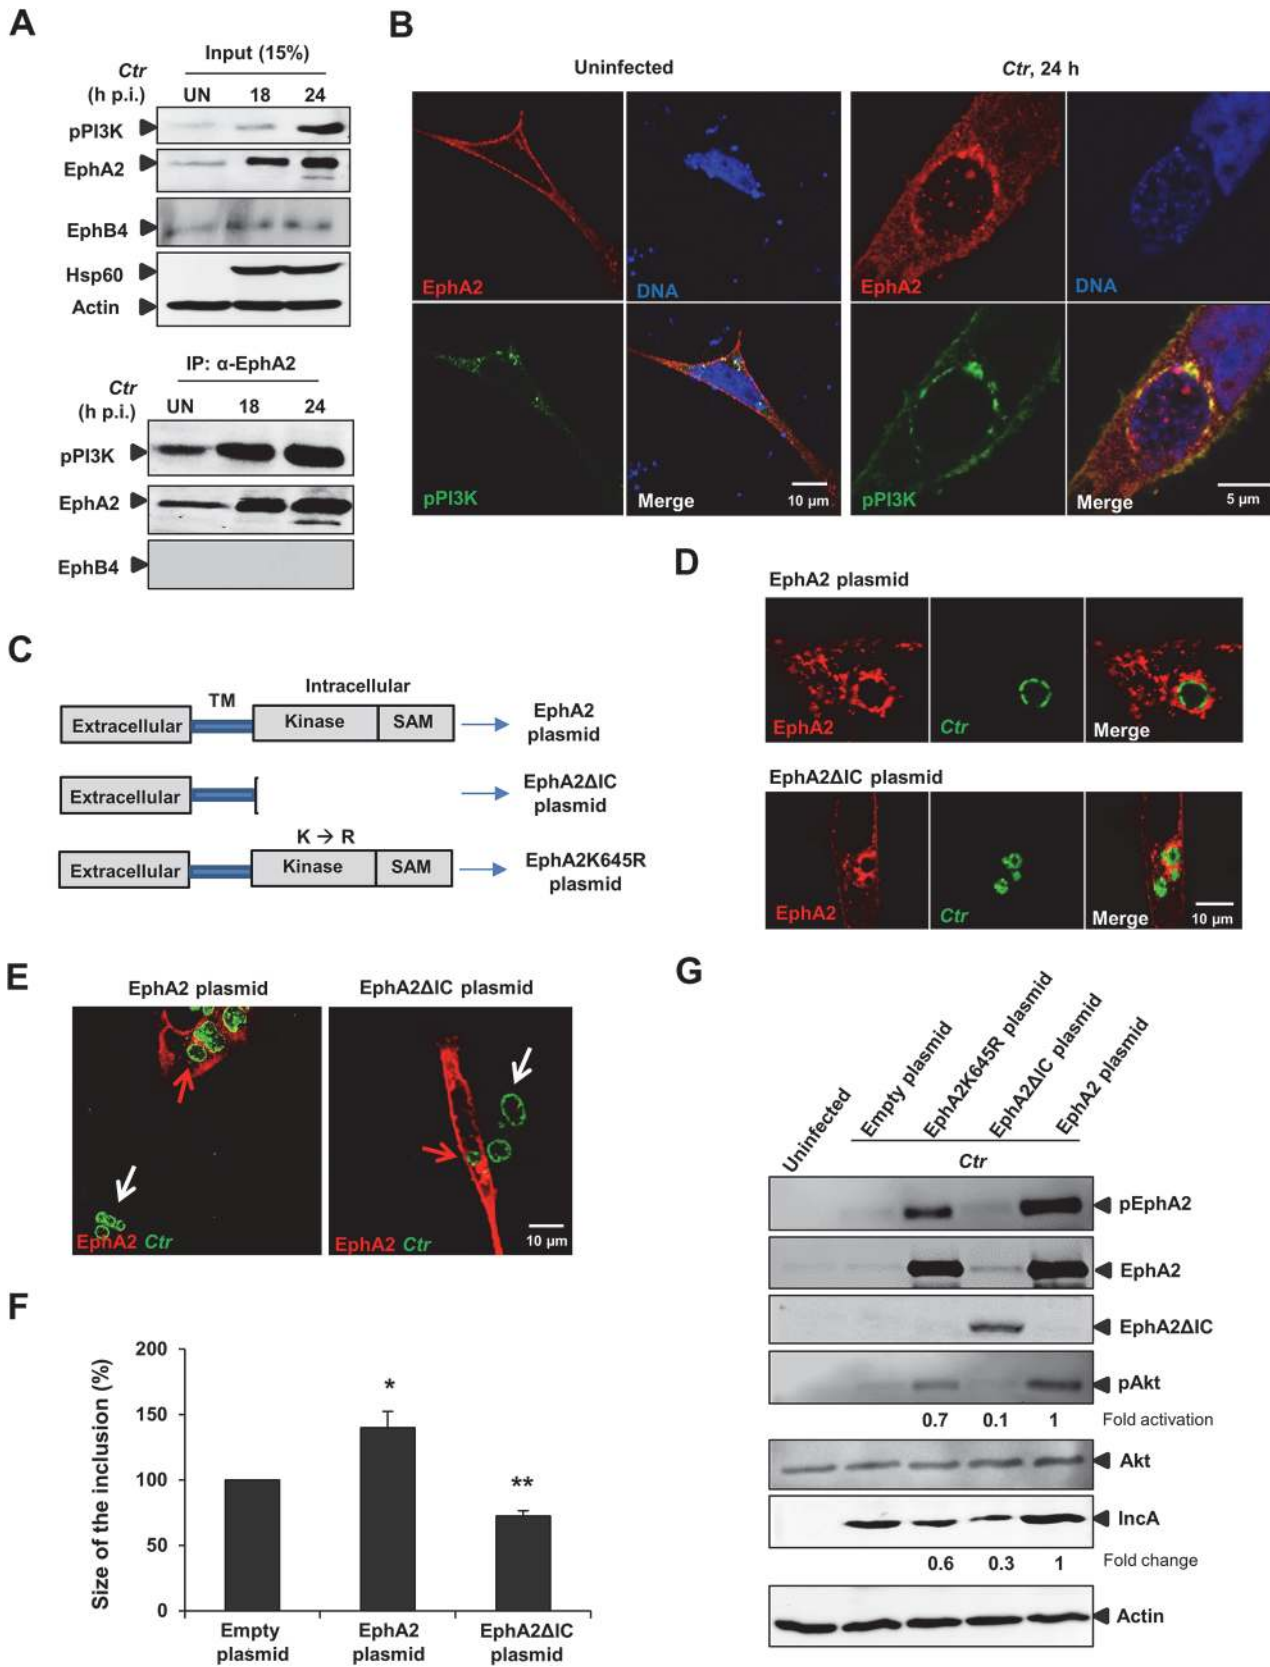 A
Input (15%)
Ctr
(h p.i.)
UN 18 24
pPI3K
EphA2
EphB4
Hsp60
Actin
IP: α-EphA2
Ctr
(h p.i.)
UN 18 24
pPI3K
EphA2
EphB4
B
Uninfected
Ctr, 24 h
EphA2
DNA
EphA2
DNA
pPI3K
Merge
10 µm
pPI3K
Merge
5 µm
C
TM
Intracellular
Extracellular
Kinase
SAM
EphA2
plasmid
Extracellular
EphA2ΔIC
plasmid
K → R
Extracellular
Kinase
SAM
EphA2K645R
plasmid
D
EphA2 plasmid
EphA2
Ctr
Merge
EphA2ΔIC plasmid
EphA2
Ctr
Merge
10 µm
E
EphA2 plasmid
EphA2ΔIC plasmid
EphA2 Ctr
EphA2 Ctr
10 µm
F
Size of the inclusion (%)
200
150
100
50
0
*
**
Empty
plasmid
EphA2
plasmid
EphA2ΔIC
plasmid
G
Uninfected
Empty plasmid
EphA2K645R plasmid
EphA2ΔIC plasmid
EphA2 plasmid
Ctr
pEphA2
EphA2
EphA2ΔIC
pAkt
0.7 0.1 1 Fold activation
Akt
IncA
0.6 0.3 1 Fold change
Actin